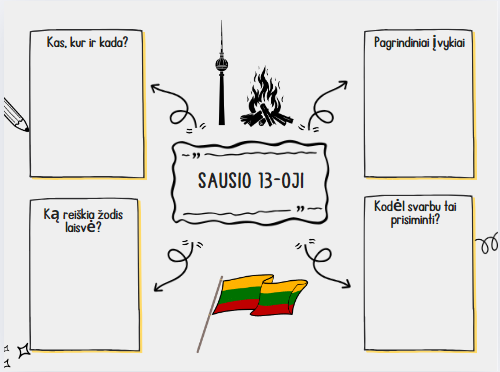 Kas, kur ir kada?
Pagrindiniai įvykiai
SAUSIO 13-OJI
Ką reiškia žodis
laisvė?
Kodėl svarbu tai
prisiminti?